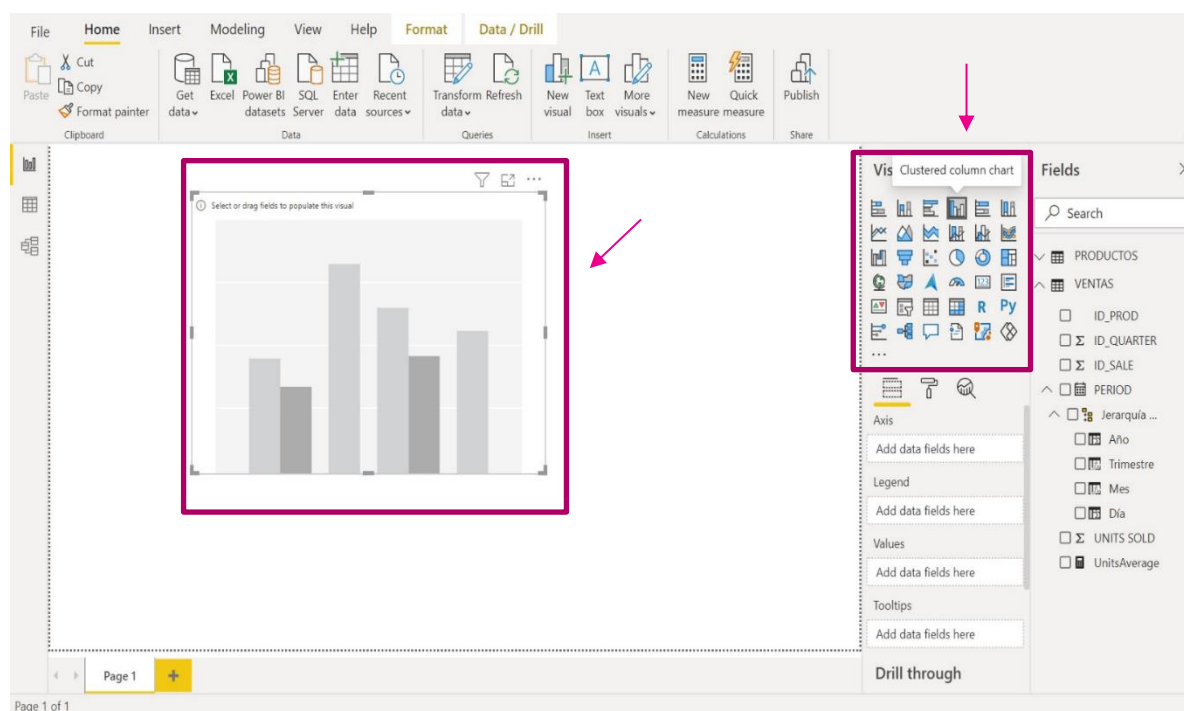 File Home Insert Modeling View Help Format Data / Drill
Paste
Cut
Copy
Format painter
Clipboard
Get data
Excel
Power BI datasets
SQL Server
Enter data
Recent sources
Data
Transform data
Refresh
Queries
New visual
Text box
More visuals
Insert
New measure
Quick measure
Calculations
Publish
Share
Select or drag fields to populate this visual
Vis
Clustered column chart
123
R Py
...
Axis
Add data fields here
Legend
Add data fields here
Values
Add data fields here
Tooltips
Add data fields here
Drill through
Fields
Search
PRODUCTOS
VENTAS
ID_PROD
Σ ID_QUARTER
Σ ID_SALE
PERIOD
Jerarquía ...
Año
Trimestre
Mes
Día
Σ UNITS SOLD
UnitsAverage
Page 1 +
Page 1 of 1